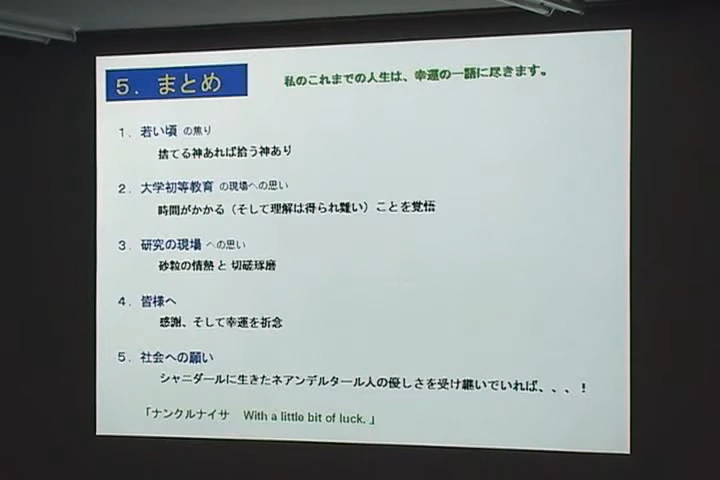 5. まとめ
私のこれまでの人生は、幸運の一語に尽きます。
1. 若い頃 の焦り
捨てる神あれば拾う神あり
2. 大学初等教育 の現場への思い
時間がかかる（そして理解は得られ難い）ことを覚悟
3. 研究の現場 への思い
砂粒の情熱 と 切磋琢磨
4. 皆様へ
感謝、そして幸運を祈念
5. 社会への願い
シャニダールに生きたネアンデルタール人の優しさを受け継いでいれば、、、！
「ナンクルナイサ With a little bit of luck.」